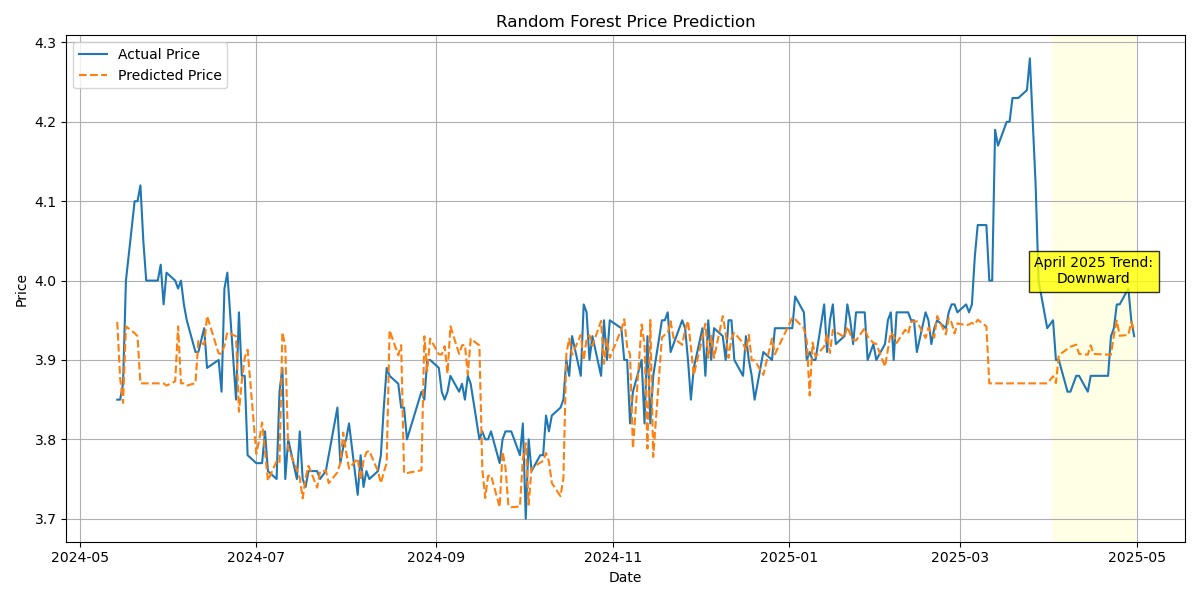 Random Forest Price Prediction
Actual Price
Predicted Price
April 2025 Trend:
Downward
Price
4.3
4.2
4.1
4.0
3.9
3.8
3.7
2024-05
2024-07
2024-09
2024-11
2025-01
2025-03
2025-05
Date